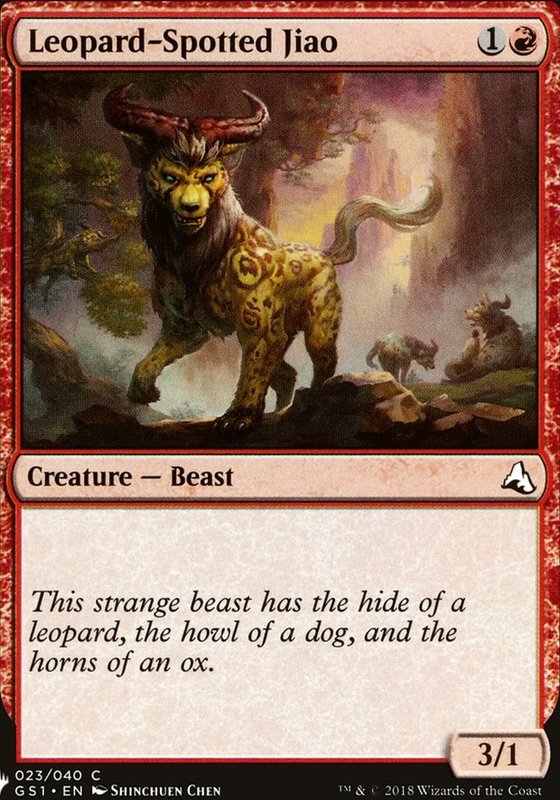 Leopard-Spotted Jiao 1
Creature — Beast
This strange beast has the hide of a
leopard, the howl of a dog, and the
horns of an ox.
3/1
023/040 C
GS1 • EN Shinchuen Chen
™ & © 2018 Wizards of the Coast